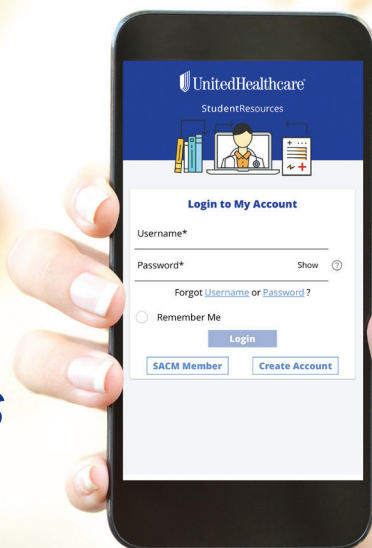 UnitedHealthcare®
StudentResources
Login to My Account
Username*
Password* Show ?
Forgot Username or Password ?
Remember Me
Login
SACM Member Create Account
s